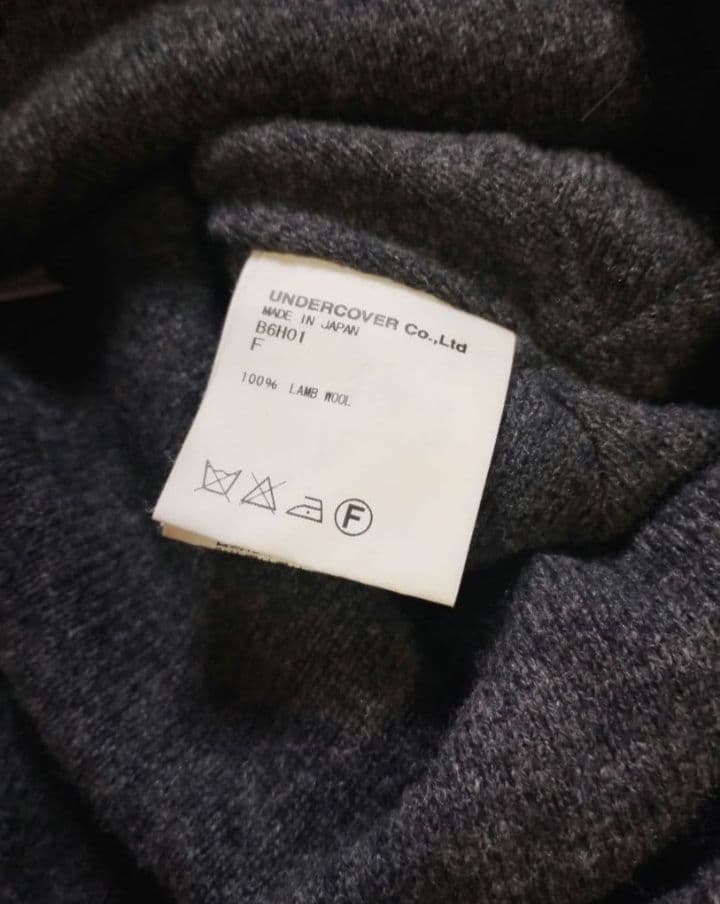 UNDERCOVER Co.,Ltd
MADE IN JAPAN
B6H01
F
100% LAMB WOOL
F